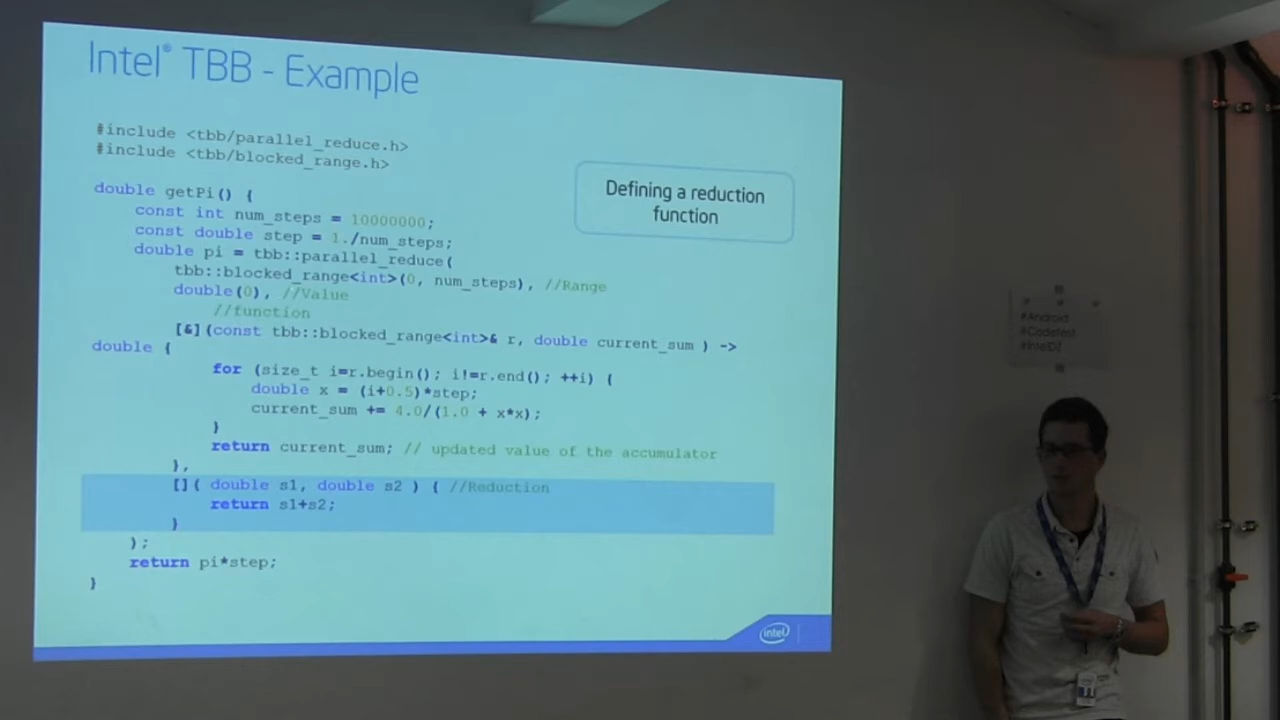 Intel® TBB - Example
#include <tbb/parallel_reduce.h>
#include <tbb/blocked_range.h>
Defining a reduction
function
double getPi() {
const int num_steps = 10000000;
const double step = 1./num_steps;
double pi = tbb::parallel_reduce(
tbb::blocked_range<int>(0, num_steps), //Range
double(0), //Value
//function
[&](const tbb::blocked_range<int>& r, double current_sum ) ->
double {
for (size_t i=r.begin(); i!=r.end(); ++i) {
double x = (i+0.5)*step;
current_sum += 4.0/(1.0 + x*x);
}
return current_sum; // updated value of the accumulator
},
[]( double s1, double s2 ) { //Reduction
return s1+s2;
}
);
return pi*step;
}
intel
#Android
#Codefest
#IntelDZ